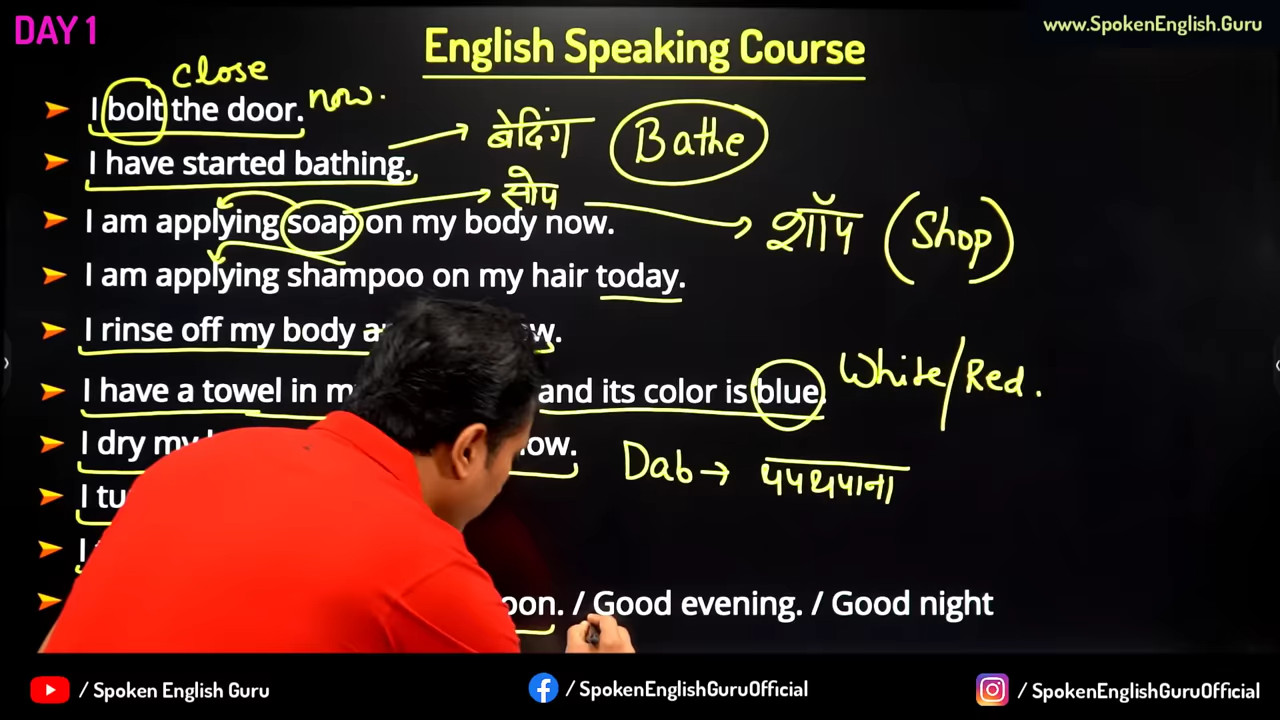 DAY 1
English Speaking Course
www.SpokenEnglish.Guru
close
I bolt the door. now.
I have started bathing. बेदिंग Bathe
सोप
I am applying soap on my body now. शॉप (Shop)
I am applying shampoo on my hair today.
I rinse off my body
I have a towel in and its color is blue. White/Red.
I dry my now. Dab → थपथपाना
I
I
. / Good evening. / Good night
/ Spoken English Guru
/ SpokenEnglishGuruOfficial
/ SpokenEnglishGuruOfficial